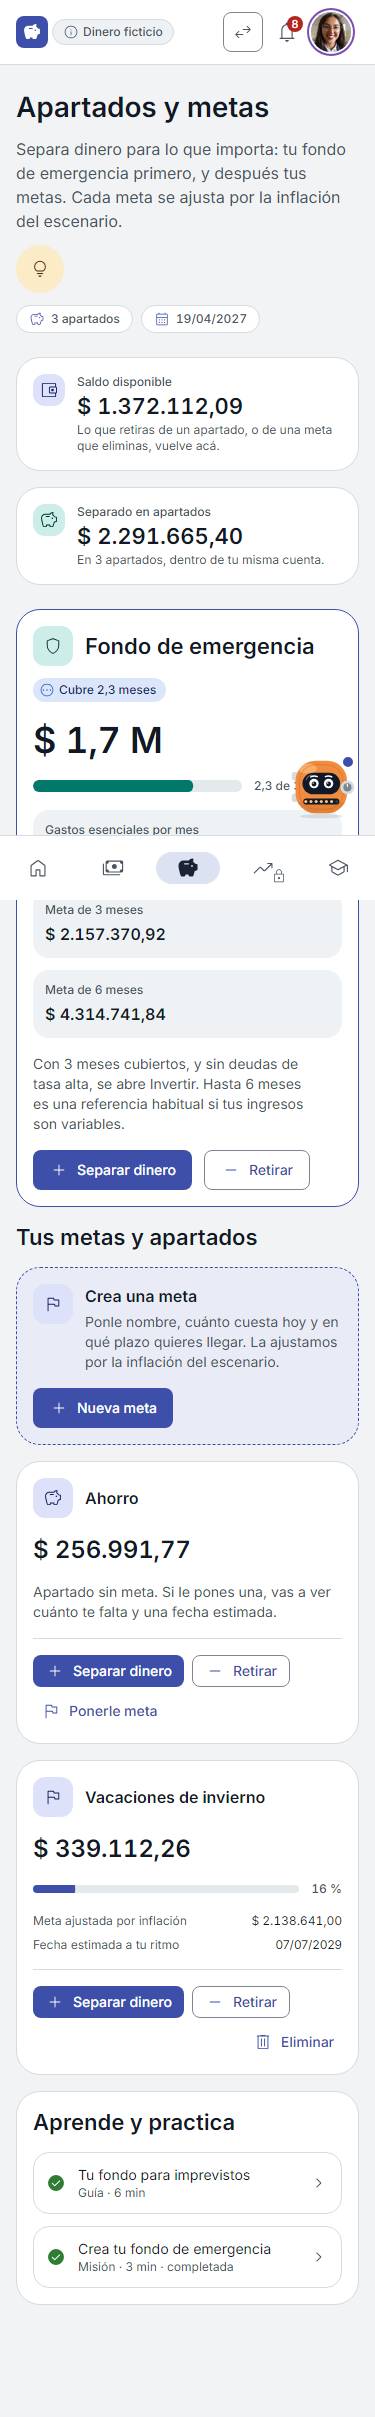 Dinero ficticio
8
Apartados y metas
Separa dinero para lo que importa: tu fondo
de emergencia primero, y después tus
metas. Cada meta se ajusta por la inflación
del escenario.
3 apartados
19/04/2027
Saldo disponible
$ 1.372.112,09
Lo que retiras de un apartado, o de una meta
que eliminas, vuelve acá.
Separado en apartados
$ 2.291.665,40
En 3 apartados, dentro de tu misma cuenta.
Fondo de emergencia
Cubre 2,3 meses
$ 1,7 M
2,3 de
Gastos esenciales por mes
Meta de 3 meses
$ 2.157.370,92
Meta de 6 meses
$ 4.314.741,84
Con 3 meses cubiertos, y sin deudas de
tasa alta, se abre Invertir. Hasta 6 meses
es una referencia habitual si tus ingresos
son variables.
Separar dinero
Retirar
Tus metas y apartados
Crea una meta
Ponle nombre, cuánto cuesta hoy y en
qué plazo quieres llegar. La ajustamos
por la inflación del escenario.
Nueva meta
Ahorro
$ 256.991,77
Apartado sin meta. Si le pones una, vas a ver
cuánto te falta y una fecha estimada.
Separar dinero
Retirar
Ponerle meta
Vacaciones de invierno
$ 339.112,26
16 %
Meta ajustada por inflación
$ 2.138.641,00
Fecha estimada a tu ritmo
07/07/2029
Separar dinero
Retirar
Eliminar
Aprende y practica
Tu fondo para imprevistos
Guía · 6 min
Crea tu fondo de emergencia
Misión · 3 min · completada